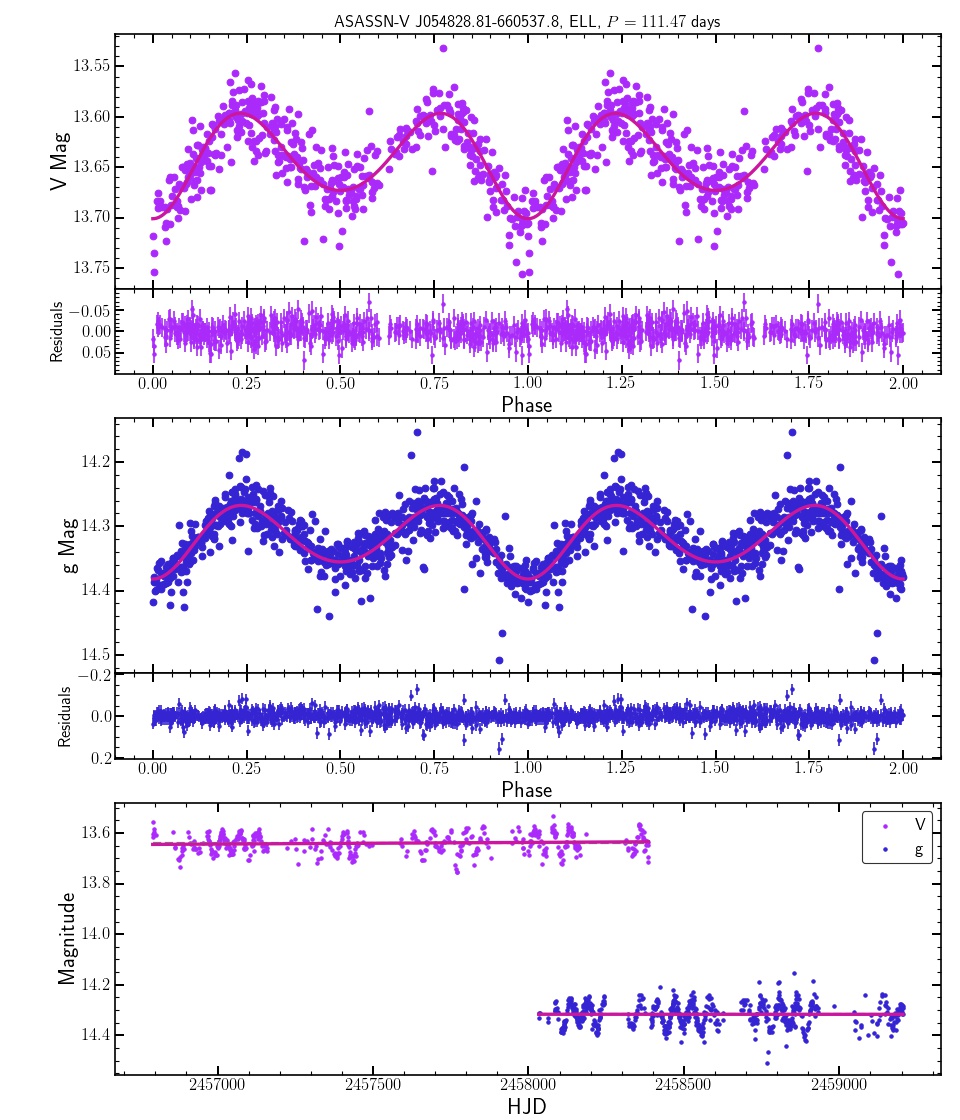 ASASSN-V J054828.81-660537.8, ELL, P = 111.47 days
V Mag
13.55
13.60
13.65
13.70
13.75
Residuals
−0.05
0.00
0.05
0.00 0.25 0.50 0.75 1.00 1.25 1.50 1.75 2.00
Phase
g Mag
14.2
14.3
14.4
14.5
Residuals
−0.2
0.0
0.2
0.00 0.25 0.50 0.75 1.00 1.25 1.50 1.75 2.00
Phase
Magnitude
13.6
13.8
14.0
14.2
14.4
V
g
2457000 2457500 2458000 2458500 2459000
HJD